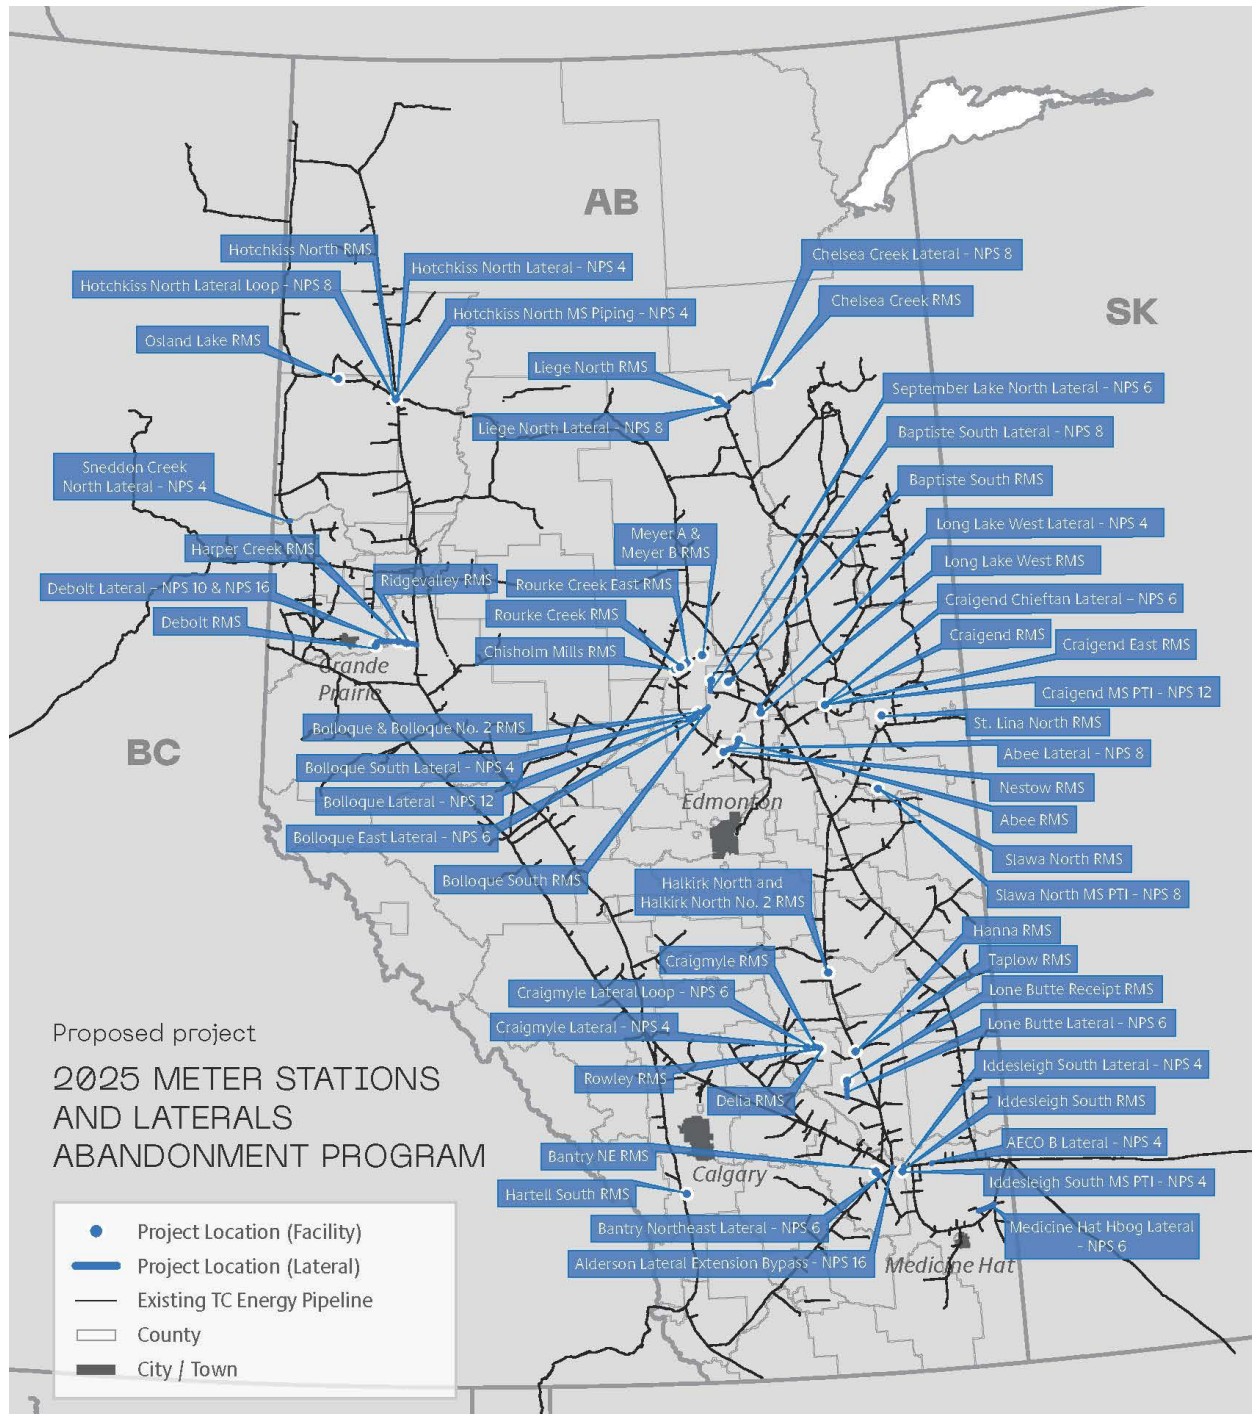 AB
Hotchkiss North RMS
Hotchkiss North Lateral - NPS 4
Chelsea Creek Lateral - NPS 8
Hotchkiss North Lateral Loop - NPS 8
Chelsea Creek RMS
Hotchkiss North MS Piping - NPS 4
SK
Osland Lake RMS
Liege North RMS
September Lake North Lateral - NPS 6
Liege North Lateral - NPS 8
Baptiste South Lateral - NPS 8
Sneddon Creek
North Lateral - NPS 4
Baptiste South RMS
Meyer A &
Meyer B RMS
Long Lake West Lateral - NPS 4
Harper Creek RMS
Long Lake West RMS
Ridgevalley RMS
Rourke Creek East RMS
Debolt Lateral - NPS 10 & NPS 16
Craigend Chieftan Lateral - NPS 6
Rourke Creek RMS
Debolt RMS
Craigend RMS
Craigend East RMS
Chisholm Mills RMS
Grande
Prairie
Craigend MS PTI - NPS 12
St. Lina North RMS
Bolloque & Bolloque No. 2 RMS
BC
Abee Lateral - NPS 8
Bolloque South Lateral - NPS 4
Nestow RMS
Bolloque Lateral - NPS 12
Edmonton
Abee RMS
Bolloque East Lateral - NPS 6
Slawa North RMS
Bolloque South RMS
Halkirk North and
Halkirk North No. 2 RMS
Slawa North MS PTI - NPS 8
Hanna RMS
Craigmyle RMS
Taplow RMS
Craigmyle Lateral Loop - NPS 6
Lone Butte Receipt RMS
Craigmyle Lateral - NPS 4
Lone Butte Lateral - NPS 6
Iddesleigh South Lateral - NPS 4
Rowley RMS
Delia RMS
Iddesleigh South RMS
AECO B Lateral - NPS 4
Bantry NE RMS
Calgary
Iddesleigh South MS PTI - NPS 4
Hartell South RMS
Bantry Northeast Lateral - NPS 6
Medicine Hat Hbog Lateral
- NPS 6
Alderson Lateral Extension Bypass - NPS 16
Medicine Hat
Proposed project
2025 METER STATIONS
AND LATERALS
ABANDONMENT PROGRAM
Project Location (Facility)
Project Location (Lateral)
Existing TC Energy Pipeline
County
City / Town